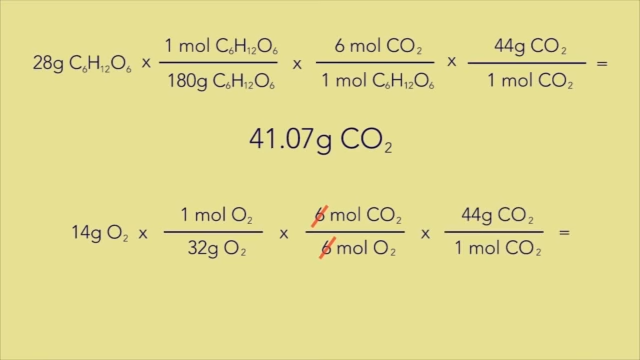 28g C₆H₁₂O₆ x 1 mol C₆H₁₂O₆ / 180g C₆H₁₂O₆ x 6 mol CO₂ / 1 mol C₆H₁₂O₆ x 44g CO₂ / 1 mol CO₂ =
41.07g CO₂
14g O₂ x 1 mol O₂ / 32g O₂ x 6 mol CO₂ / 6 mol O₂ x 44g CO₂ / 1 mol CO₂ =